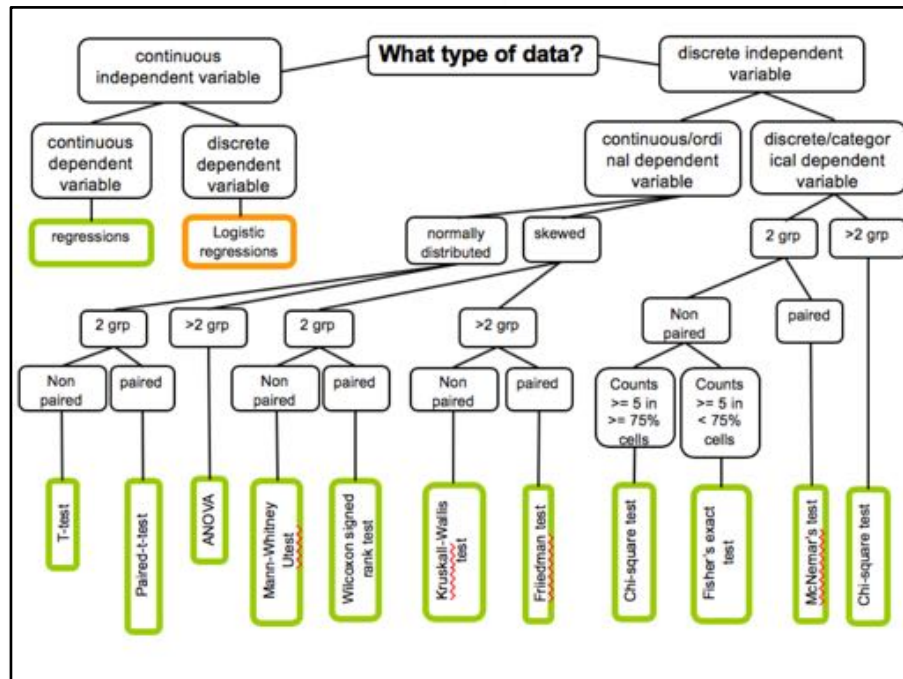 What type of data?
continuous
independent variable
discrete independent
variable
continuous
dependent
variable
discrete
dependent
variable
continuous/ordi
nal dependent
variable
discrete/categor
ical dependent
variable
regressions
Logistic
regressions
normally
distributed
skewed
2 grp
>2 grp
2 grp
>2 grp
2 grp
>2 grp
Non
paired
paired
Non
paired
paired
Non
paired
paired
Non
paired
paired
Counts
>= 5 in
>= 75%
cells
Counts
>= 5 in
< 75%
cells
T-test
Paired-t-test
ANOVA
Mann-Whitney
Utest
Wilcoxon signed
rank test
Kruskall-Wallis
test
Friiedman test
Chi-square test
Fisher's exact
test
McNemar's test
Chi-square test